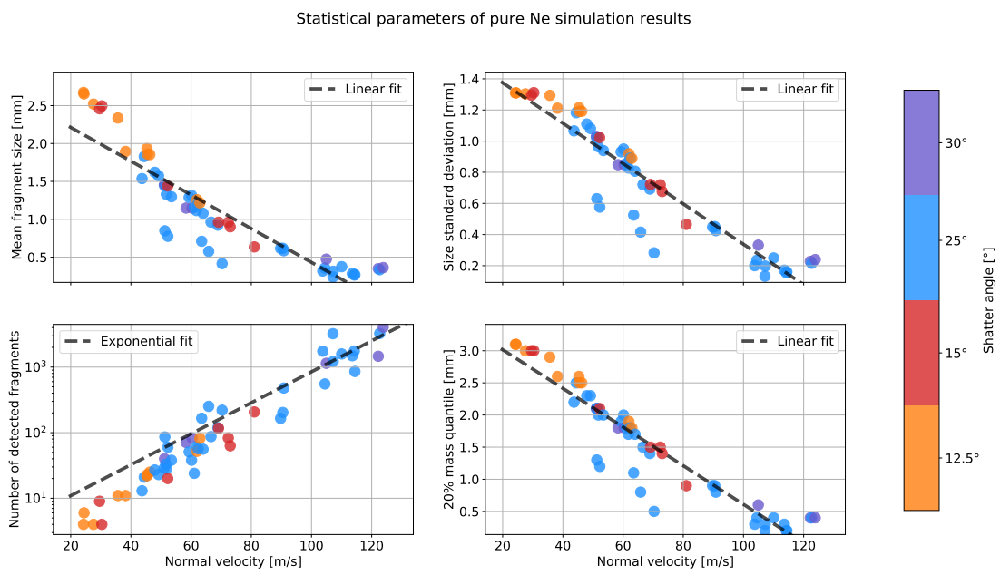 Statistical parameters of pure Ne simulation results
Mean fragment size [mm]
2.5
2.0
1.5
1.0
0.5
Linear fit
Size standard deviation [mm]
1.4
1.2
1.0
0.8
0.6
0.4
0.2
Linear fit
Number of detected fragments
10³
10²
10¹
Exponential fit
20 40 60 80 100 120
Normal velocity [m/s]
20% mass quantile [mm]
3.0
2.5
2.0
1.5
1.0
0.5
Linear fit
20 40 60 80 100 120
Normal velocity [m/s]
30°
25°
15°
12.5°
Shatter angle [°]